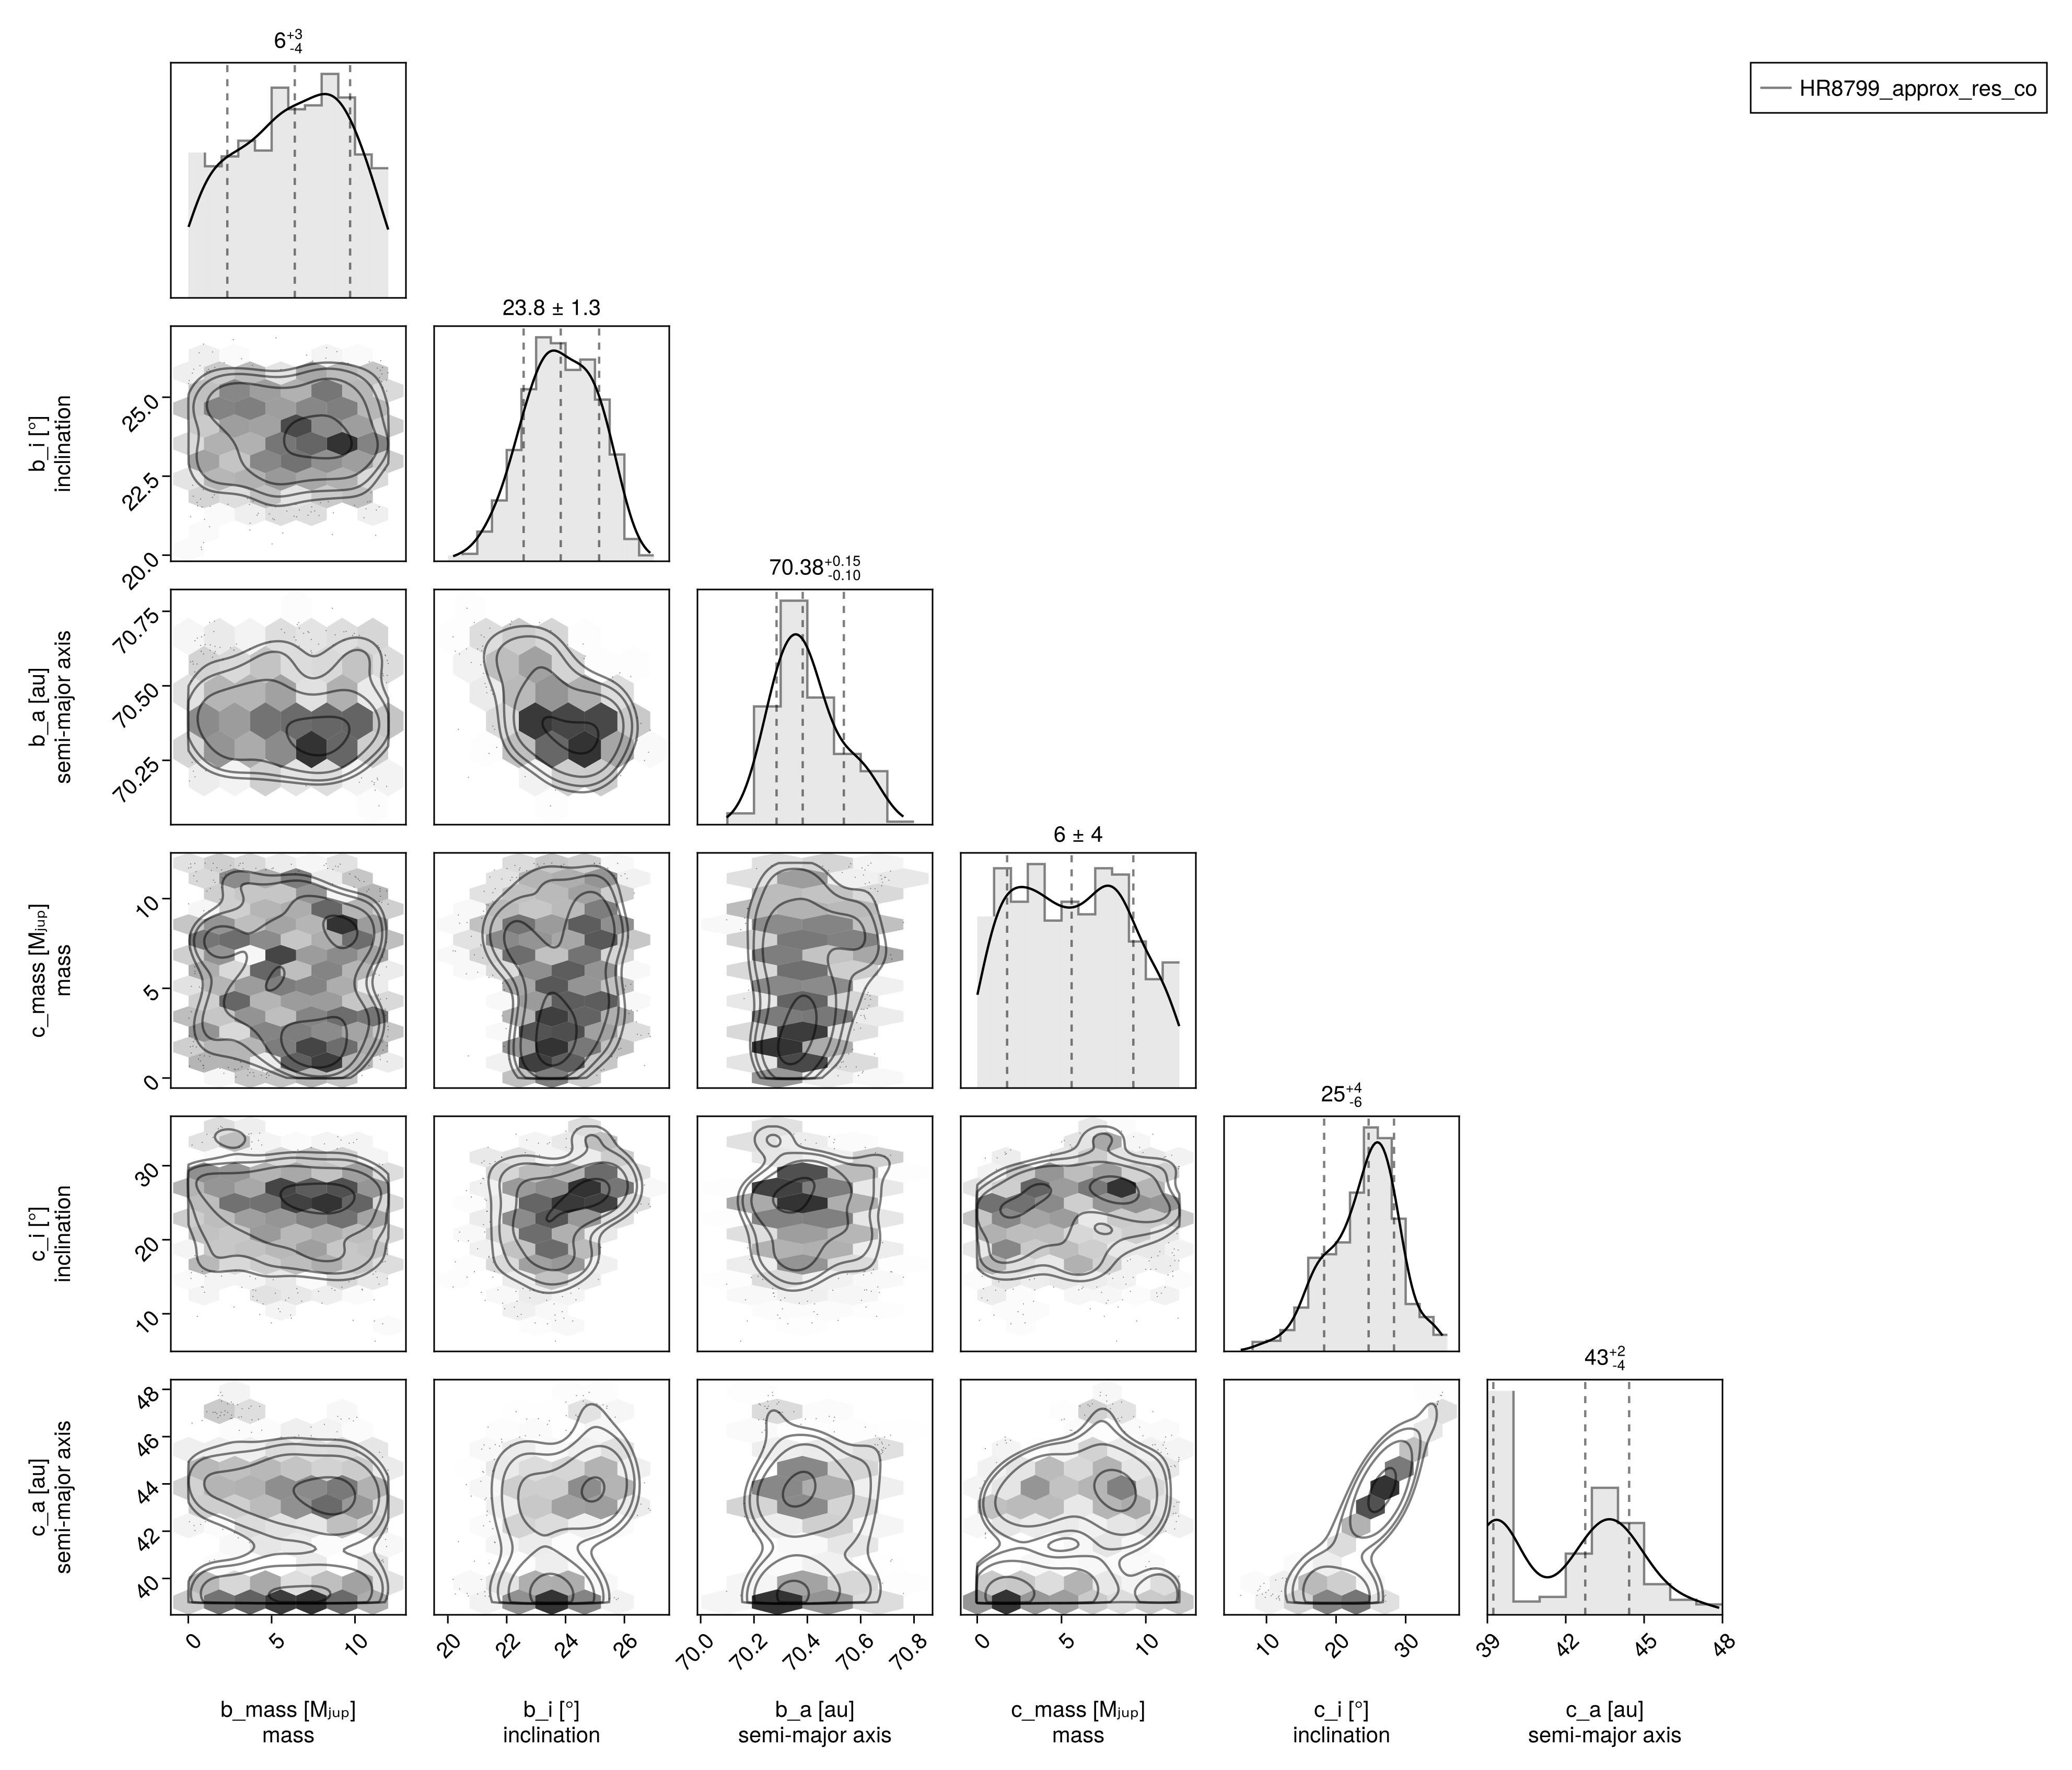 6+3-4
HR8799_approx_res_co
23.8 ± 1.3
b_i [°]
inclination
25.0
22.5
20.0
70.38+0.15-0.10
b_a [au]
semi-major axis
70.75
70.50
70.25
6 ± 4
c_mass [Mⱼᵤₚ]
mass
10
5
0
25+4-6
c_i [°]
inclination
30
20
10
43+2-4
c_a [au]
semi-major axis
48
46
44
42
40
0 5 10 20 22 24 26 70.0 70.2 70.4 70.6 70.8 0 5 10 10 20 30 39 42 45 48
b_mass [Mⱼᵤₚ] b_i [°] b_a [au] c_mass [Mⱼᵤₚ] c_i [°] c_a [au]
mass inclination semi-major axis mass inclination semi-major axis